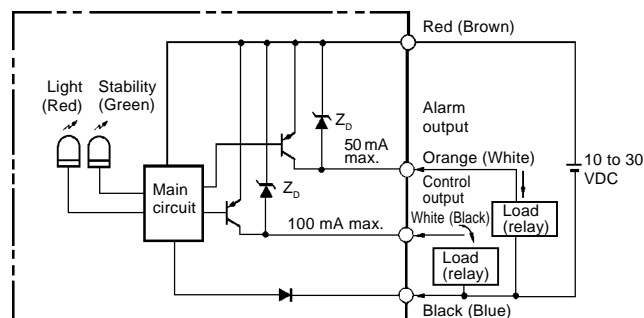 Red (Brown)
Light
(Red)
Stability
(Green)
Z_D
Alarm
output
50 mA
max.
Orange (White)
10 to 30
VDC
Main
circuit
Z_D
Control
output
100 mA max.
White (Black)
Load
(relay)
Load
(relay)
Black (Blue)